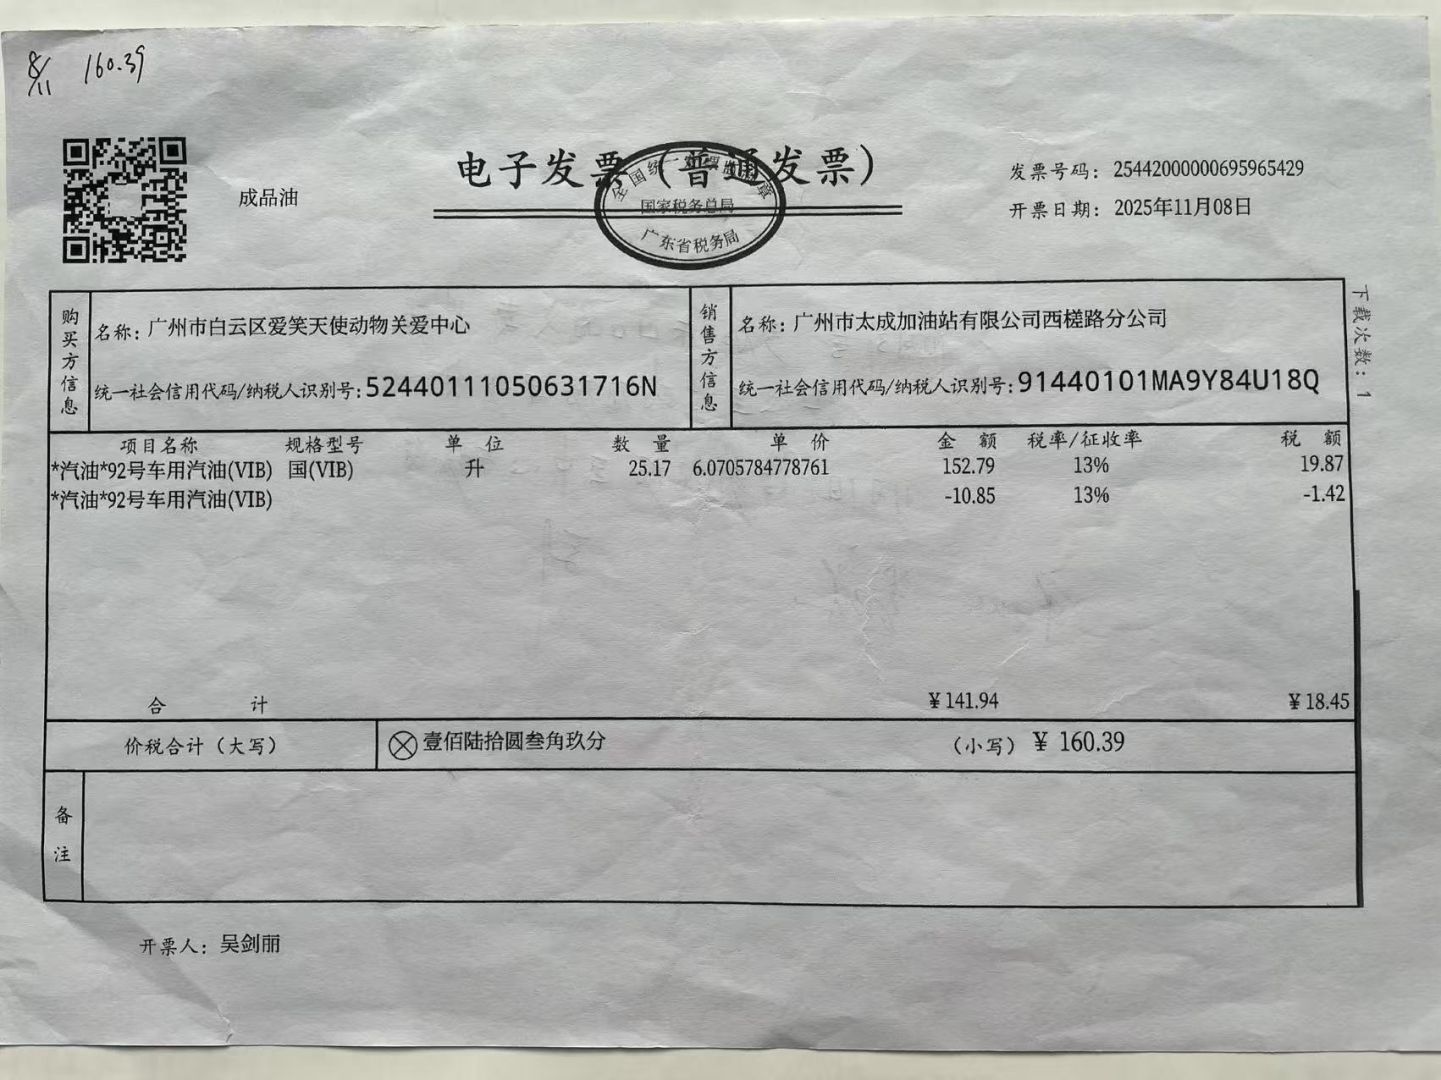 8/11 160.39
成品油
电子发票（普通发票）
全国统一发票监制章
国家税务总局
广东省税务局
发票号码：25442000000695965429
开票日期：2025年11月08日
购买方信息
名称：广州市白云区爱笑天使动物关爱中心
统一社会信用代码/纳税人识别号：52440111050631716N
销售方信息
名称：广州市太成加油站有限公司西槎路分公司
统一社会信用代码/纳税人识别号：91440101MA9Y84U18Q
下载次数：1
项目名称 规格型号 单位 数量 单价 金额 税率/征收率 税额
*汽油*92号车用汽油(VIB) 国(VIB) 升 25.17 6.0705784778761 152.79 13% 19.87
*汽油*92号车用汽油(VIB) -10.85 13% -1.42
合计 ¥141.94 ¥18.45
价税合计（大写） 壹佰陆拾圆叁角玖分 （小写）¥ 160.39
备注
开票人：吴剑丽